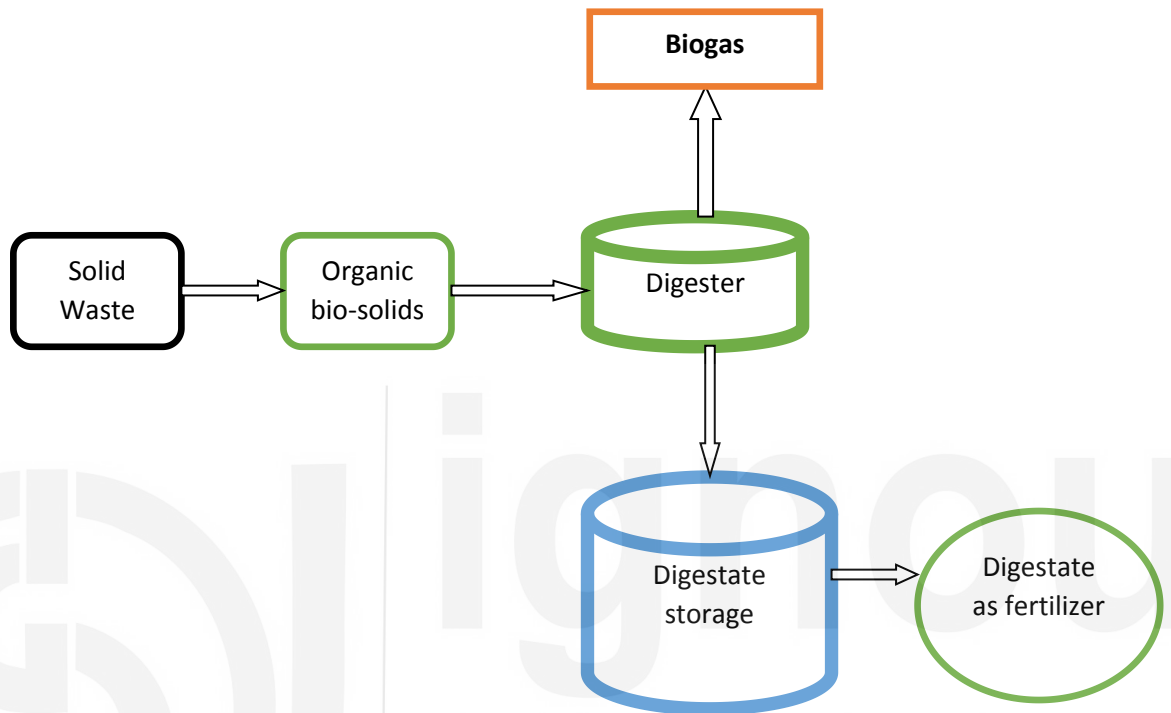 Biogas
Solid
Waste
Organic
bio-solids
Digester
Digestate
storage
Digestate
as fertilizer
ignou